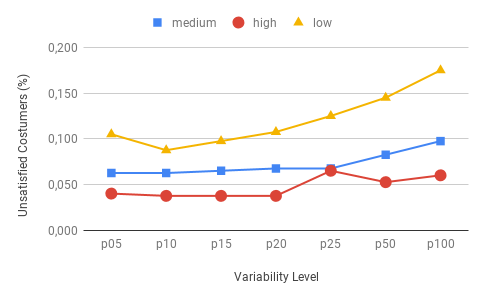 medium high low
0,200
0,150
0,100
0,050
0,000
Unsatisfied Costumers (%)
p05 p10 p15 p20 p25 p50 p100
Variability Level